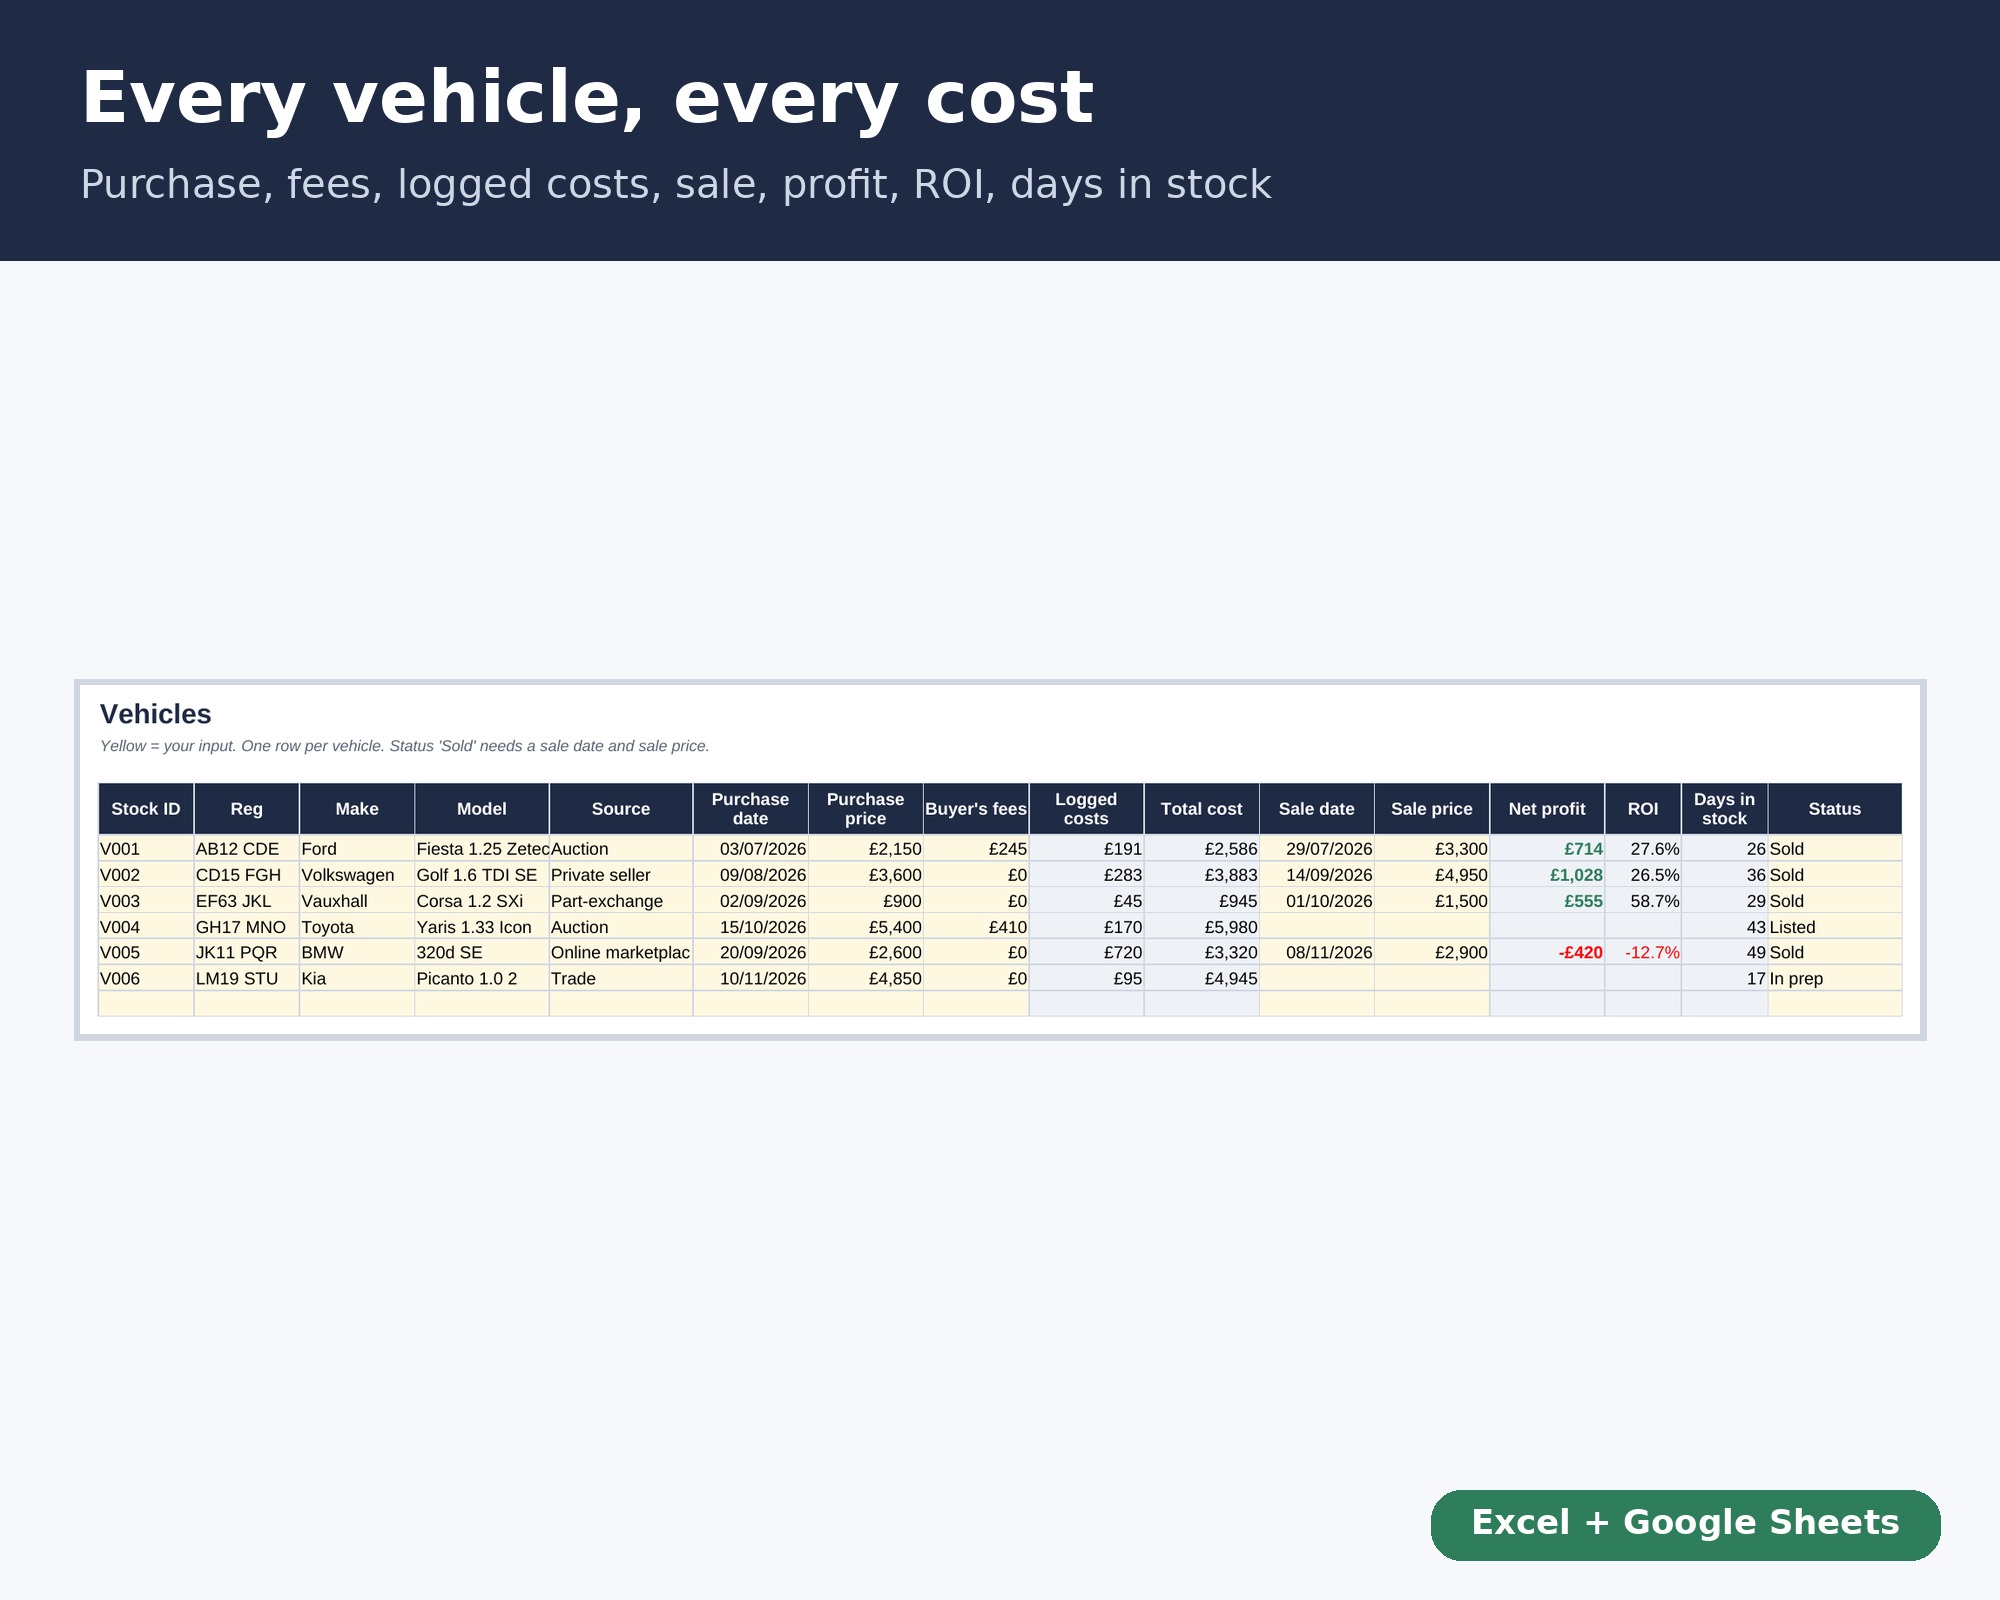 Every vehicle, every cost
Purchase, fees, logged costs, sale, profit, ROI, days in stock
Vehicles
Yellow = your input. One row per vehicle. Status 'Sold' needs a sale date and sale price.
Stock ID Reg Make Model Source Purchase date Purchase price Buyer's fees Logged costs Total cost Sale date Sale price Net profit ROI Days in stock Status
V001 AB12 CDE Ford Fiesta 1.25 Zetec Auction 03/07/2026 £2,150 £245 £191 £2,586 29/07/2026 £3,300 £714 27.6% 26 Sold
V002 CD15 FGH Volkswagen Golf 1.6 TDI SE Private seller 09/08/2026 £3,600 £0 £283 £3,883 14/09/2026 £4,950 £1,028 26.5% 36 Sold
V003 EF63 JKL Vauxhall Corsa 1.2 SXi Part-exchange 02/09/2026 £900 £0 £45 £945 01/10/2026 £1,500 £555 58.7% 29 Sold
V004 GH17 MNO Toyota Yaris 1.33 Icon Auction 15/10/2026 £5,400 £410 £170 £5,980 43 Listed
V005 JK11 PQR BMW 320d SE Online marketplac 20/09/2026 £2,600 £0 £720 £3,320 08/11/2026 £2,900 -£420 -12.7% 49 Sold
V006 LM19 STU Kia Picanto 1.0 2 Trade 10/11/2026 £4,850 £0 £95 £4,945 17 In prep
Excel + Google Sheets